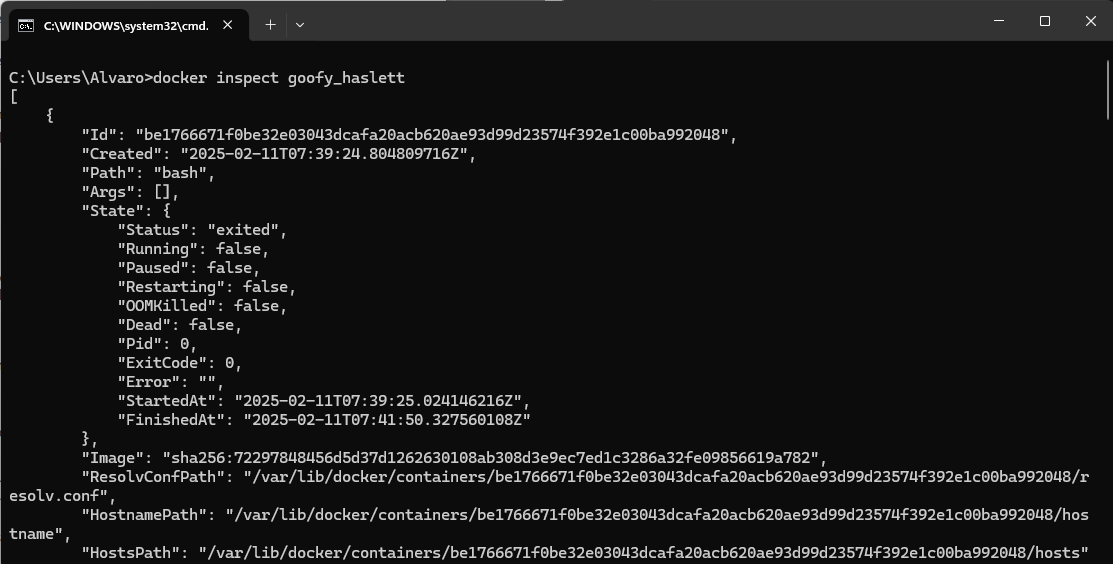 C:\WINDOWS\system32\cmd.
C:\Users\Alvaro>docker inspect goofy_haslett
[
    {
        "Id": "be1766671f0be32e03043dcafa20acb620ae93d99d23574f392e1c00ba992048",
        "Created": "2025-02-11T07:39:24.804809716Z",
        "Path": "bash",
        "Args": [],
        "State": {
            "Status": "exited",
            "Running": false,
            "Paused": false,
            "Restarting": false,
            "OOMKilled": false,
            "Dead": false,
            "Pid": 0,
            "ExitCode": 0,
            "Error": "",
            "StartedAt": "2025-02-11T07:39:25.024146216Z",
            "FinishedAt": "2025-02-11T07:41:50.327560108Z"
        },
        "Image": "sha256:72297848456d5d37d1262630108ab308d3e9ec7ed1c3286a32fe09856619a782",
        "ResolvConfPath": "/var/lib/docker/containers/be1766671f0be32e03043dcafa20acb620ae93d99d23574f392e1c00ba992048/r
esolv.conf",
        "HostnamePath": "/var/lib/docker/containers/be1766671f0be32e03043dcafa20acb620ae93d99d23574f392e1c00ba992048/hos
tname",
        "HostsPath": "/var/lib/docker/containers/be1766671f0be32e03043dcafa20acb620ae93d99d23574f392e1c00ba992048/hosts"